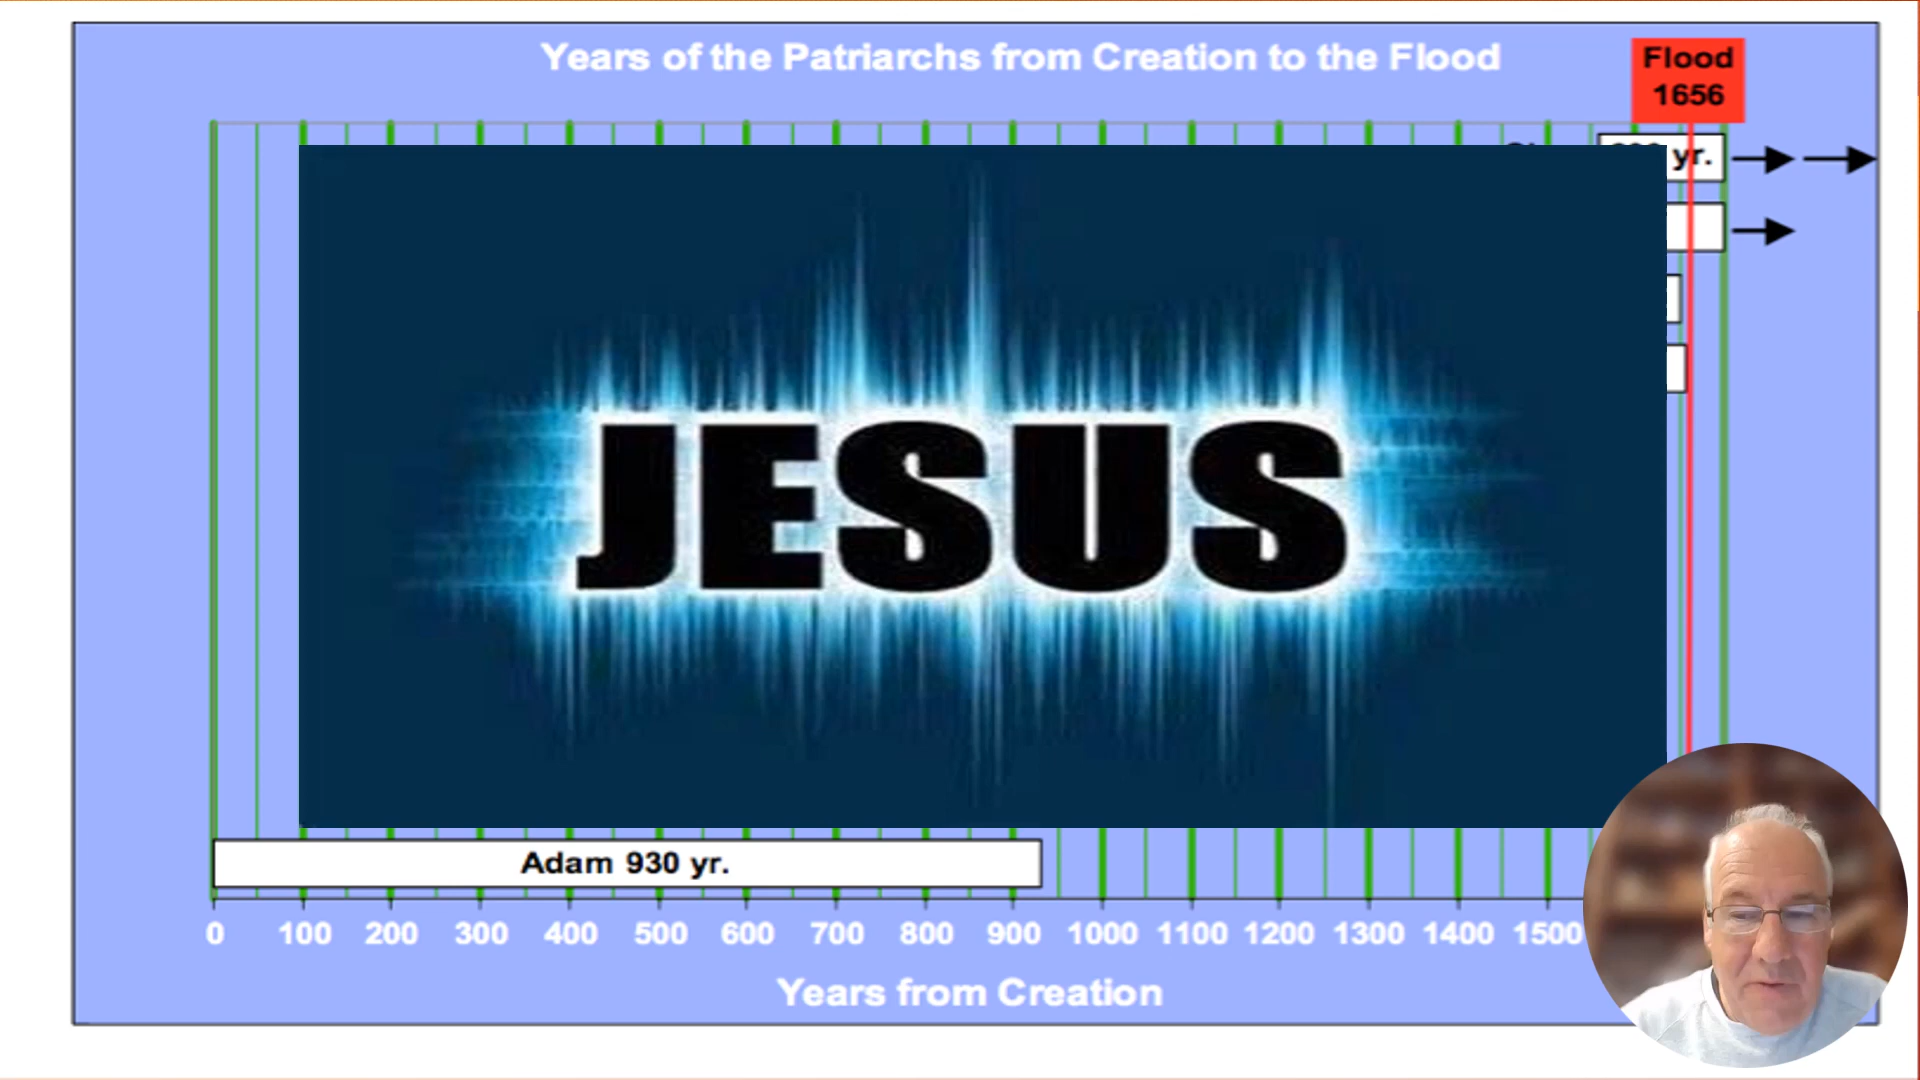 Years of the Patriarchs from Creation to the Flood
Flood
1656
yr.
JESUS
Adam 930 yr.
0 100 200 300 400 500 600 700 800 900 1000 1100 1200 1300 1400 1500
Years from Creation